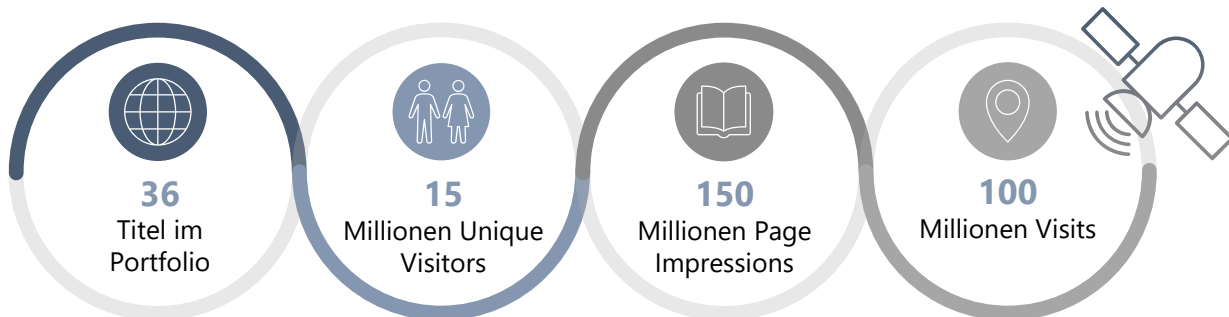 36
Titel im
Portfolio
15
Millionen Unique
Visitors
150
Millionen Page
Impressions
100
Millionen Visits